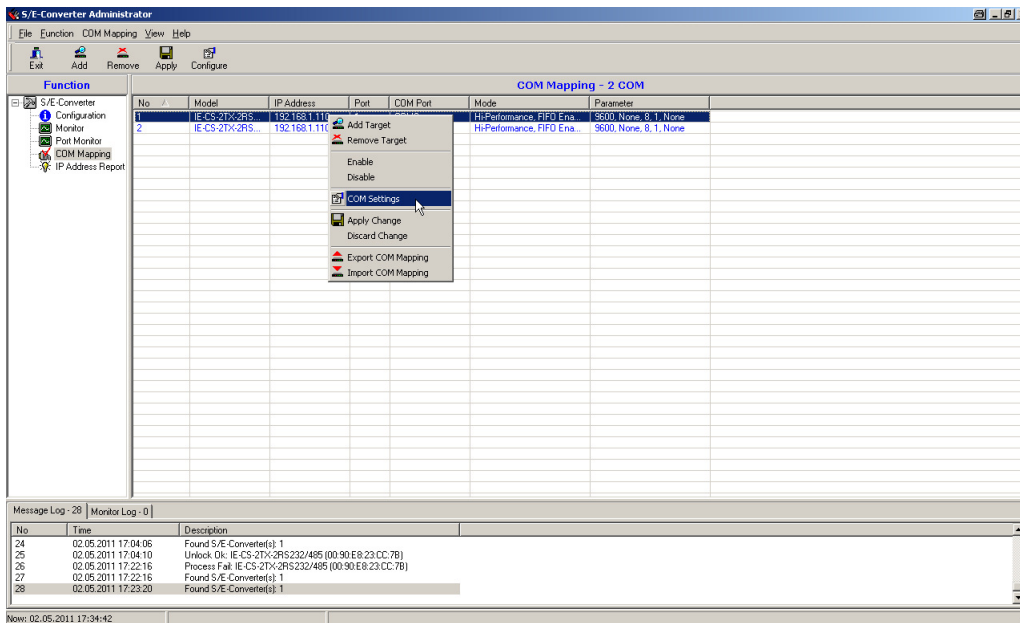 S/E-Converter Administrator
File Function COM Mapping View Help
Exit Add Remove Apply Configure
Function
COM Mapping - 2 COM
S/E-Converter
Configuration
Monitor
Port Monitor
COM Mapping
IP Address Report
No Model IP Address Port COM Port Mode Parameter
1 IE-CS-2TX-2RS... 192.168.1.110 Hi-Performance, FIFO Ena... 9600, None, 8, 1, None
2 IE-CS-2TX-2RS... 192.168.1.110 Hi-Performance, FIFO Ena... 9600, None, 8, 1, None
Add Target
Remove Target
Enable
Disable
COM Settings
Apply Change
Discard Change
Export COM Mapping
Import COM Mapping
Message Log - 28 Monitor Log - 0
No Time Description
24 02.05.2011 17:04:06 Found S/E-Converter(s): 1
25 02.05.2011 17:04:10 Unlock Ok: IE-CS-2TX-2RS232/485 (00:90:E8:23:CC:7B)
26 02.05.2011 17:22:16 Process Fail: IE-CS-2TX-2RS232/485 (00:90:E8:23:CC:7B)
27 02.05.2011 17:22:16 Found S/E-Converter(s): 1
28 02.05.2011 17:23:20 Found S/E-Converter(s): 1
Now: 02.05.2011 17:34:42